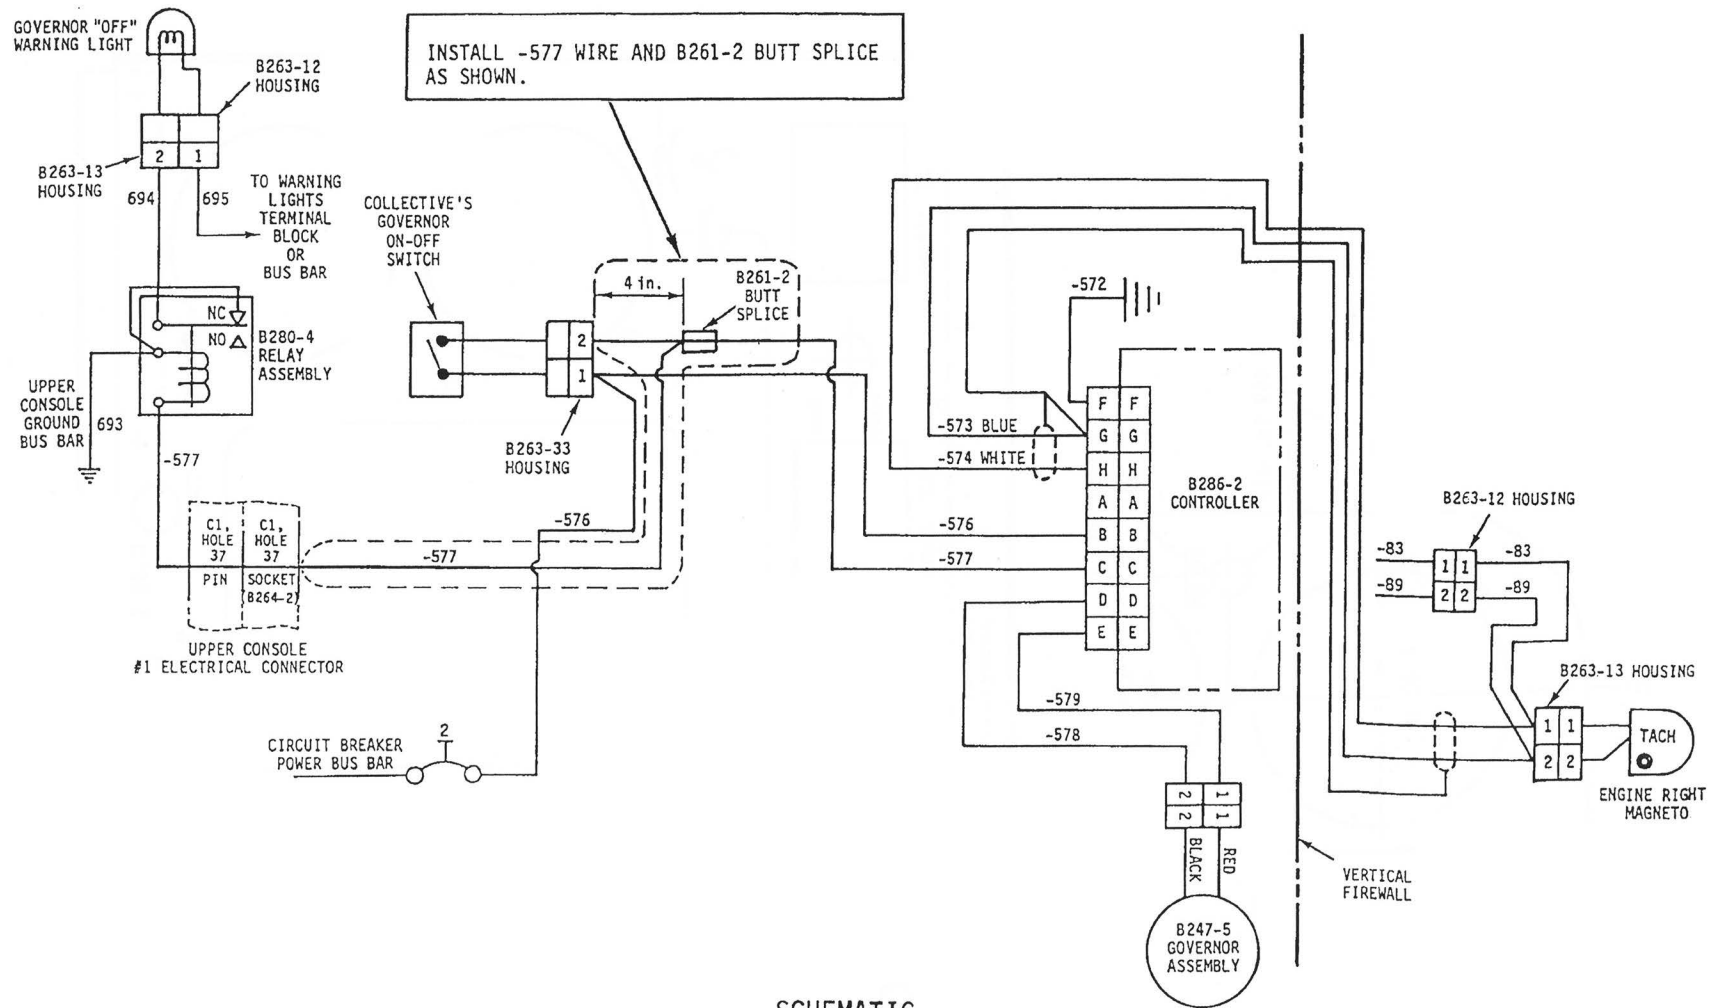 GOVERNOR "OFF"
WARNING LIGHT
B263-12
HOUSING
2 1
B263-13
HOUSING
694 695
TO WARNING
LIGHTS
TERMINAL
BLOCK
OR
BUS BAR
INSTALL -577 WIRE AND B261-2 BUTT SPLICE
AS SHOWN.
COLLECTIVE'S
GOVERNOR
ON-OFF
SWITCH
4 in.
B261-2
BUTT
SPLICE
2
1
B263-33
HOUSING
NC
NO
B280-4
RELAY
ASSEMBLY
UPPER
CONSOLE
GROUND
BUS BAR
693
-577
C1,
HOLE
37
PIN
C1,
HOLE
37
SOCKET
(B264-2)
UPPER CONSOLE
#1 ELECTRICAL CONNECTOR
-576
-577
CIRCUIT BREAKER
POWER BUS BAR
2
-572
-573 BLUE
-574 WHITE
-576
-577
F F
G G
H H
A A
B B
C C
D D
E E
B286-2
CONTROLLER
-579
-578
2 1
2 1
BLACK
RED
B247-5
GOVERNOR
ASSEMBLY
VERTICAL
FIREWALL
B263-12 HOUSING
-83
-89
1 1
2 2
-83
-89
B263-13 HOUSING
1 1
2 2
TACH
ENGINE RIGHT
MAGNETO
SCHEMATIC